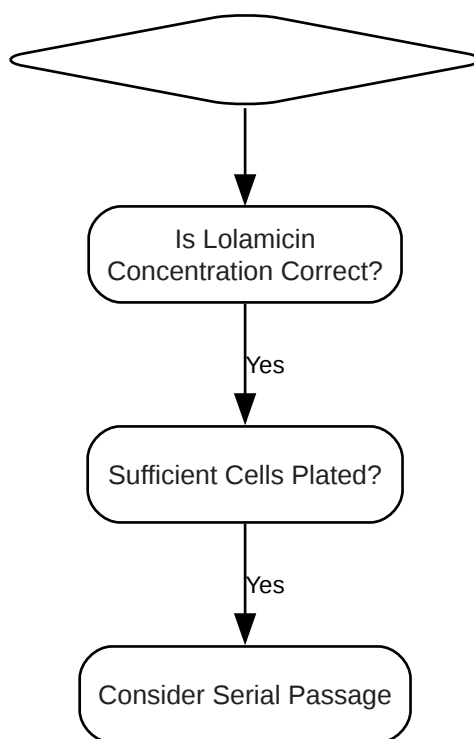 Is Lolamicin
Concentration Correct?
Yes
Sufficient Cells Plated?
Yes
Consider Serial Passage